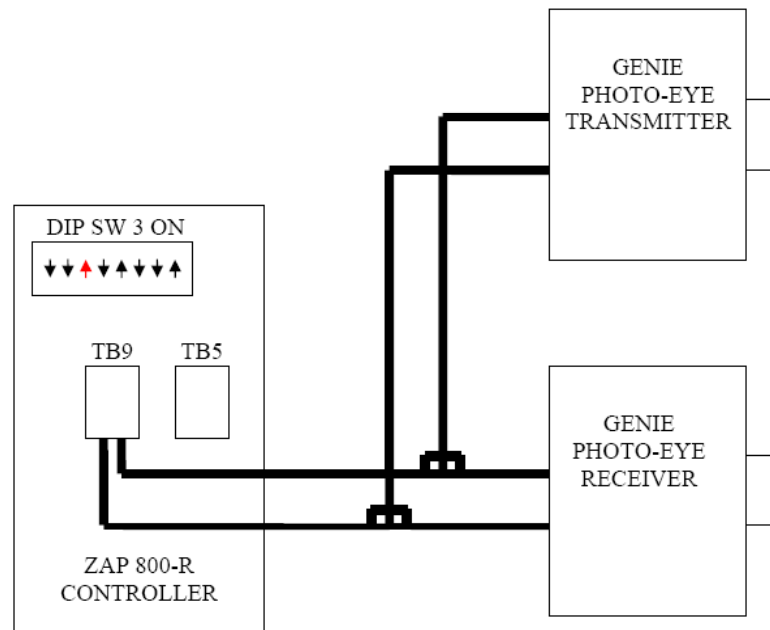 GENIE
PHOTO-EYE
TRANSMITTER
DIP SW 3 ON
TB9 TB5
GENIE
PHOTO-EYE
RECEIVER
ZAP 800-R
CONTROLLER